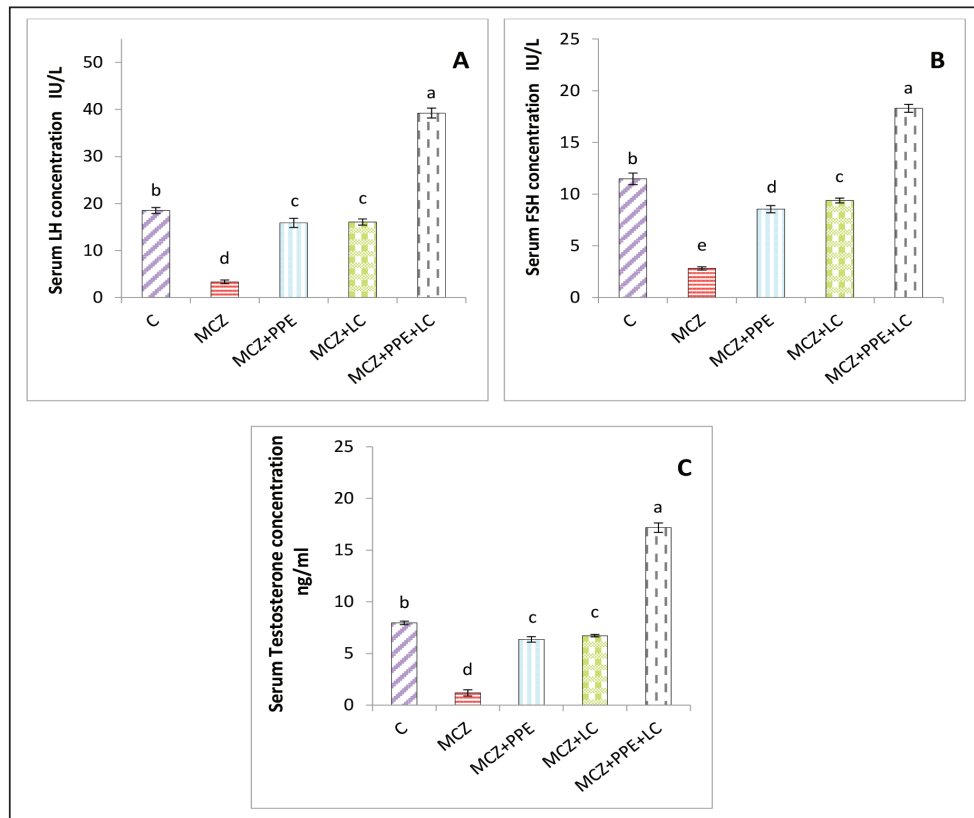 A
Serum LH concentration IU/L
50
40
30
20
10
0
b
d
c
c
a
C
MCZ
MCZ+PPE
MCZ+LC
MCZ+PPE+LC
B
Serum FSH concentration IU/L
25
20
15
10
5
0
b
e
d
c
a
C
MCZ
MCZ+PPE
MCZ+LC
MCZ+PPE+LC
C
Serum Testosterone concentration
ng/ml
25
20
15
10
5
0
b
d
c
c
a
C
MCZ
MCZ+PPE
MCZ+LC
MCZ+PPE+LC